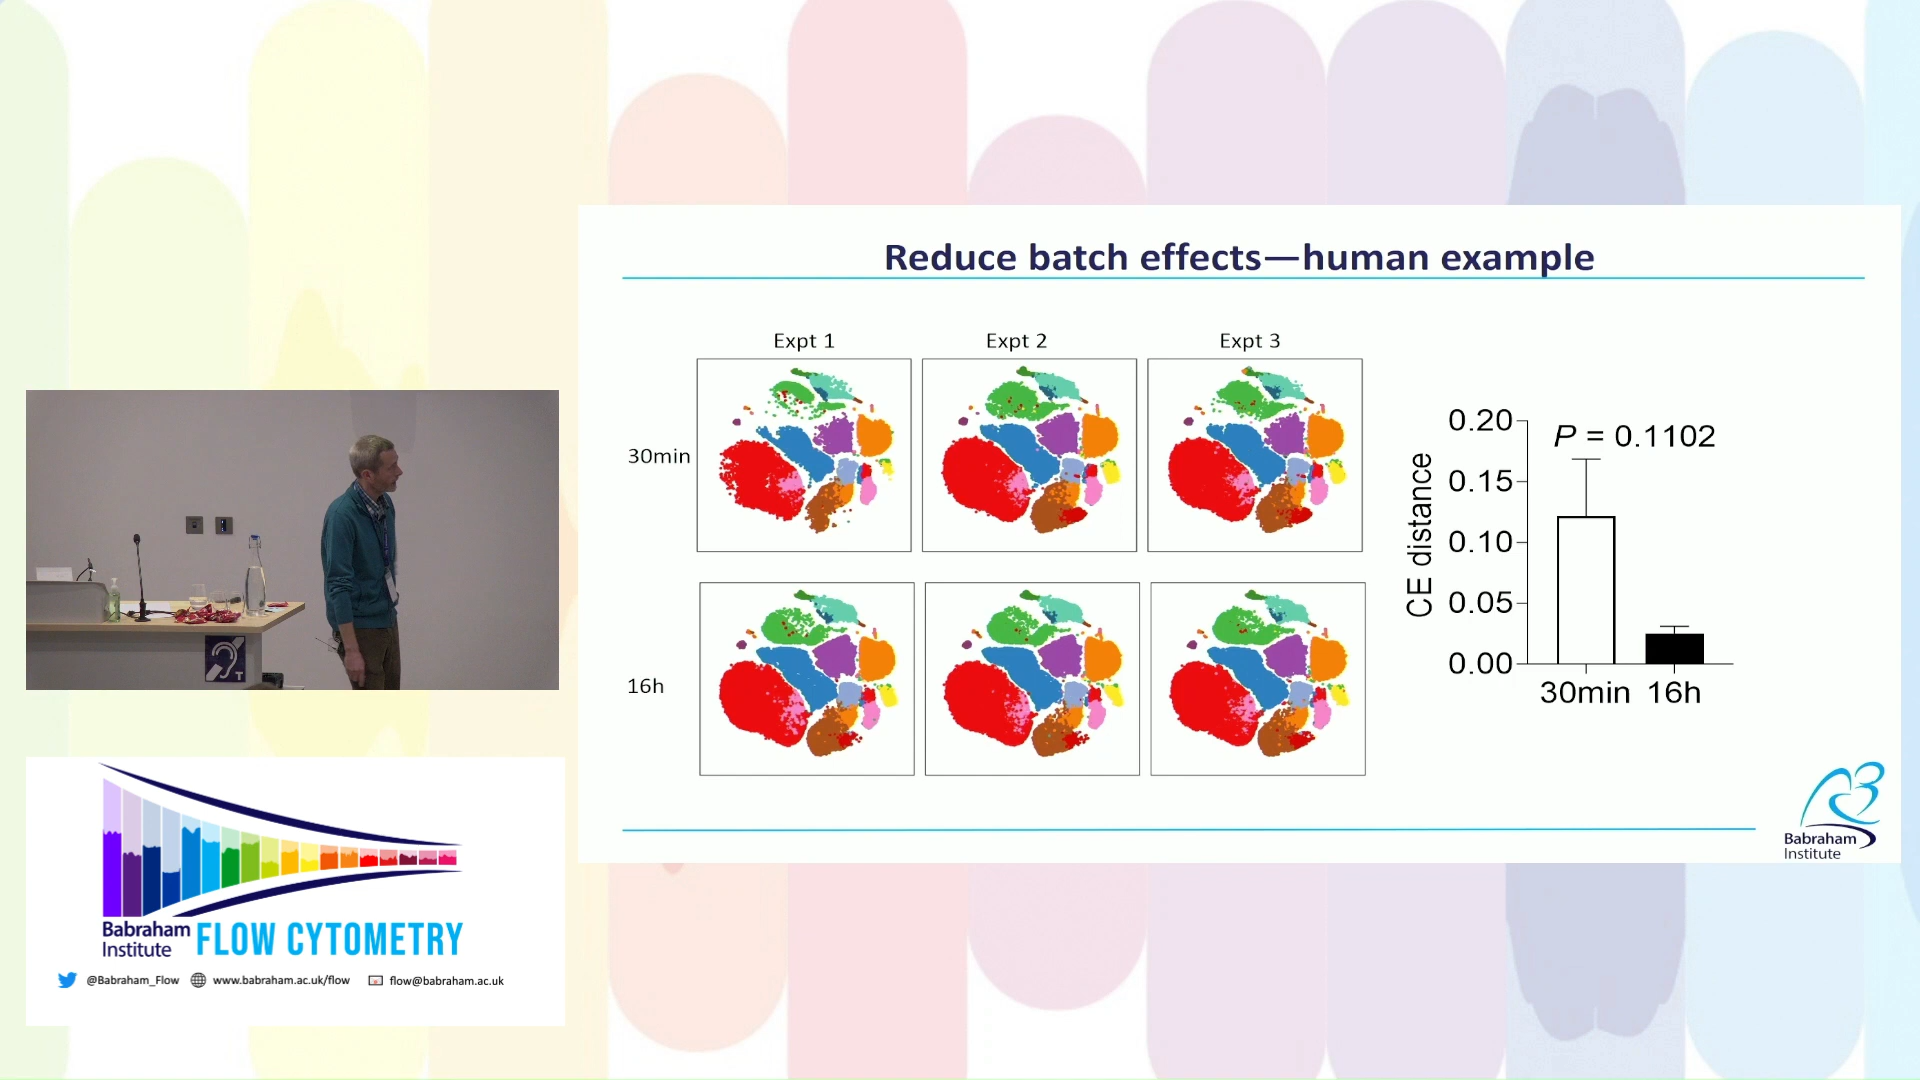 Reduce batch effects—human example
Expt 1
Expt 2
Expt 3
30min
16h
0.20
0.15
0.10
0.05
0.00
CE distance
P = 0.1102
30min
16h
Babraham
Institute
T
Babraham
Institute
FLOW CYTOMETRY
@Babraham_Flow
www.babraham.ac.uk/flow
flow@babraham.ac.uk